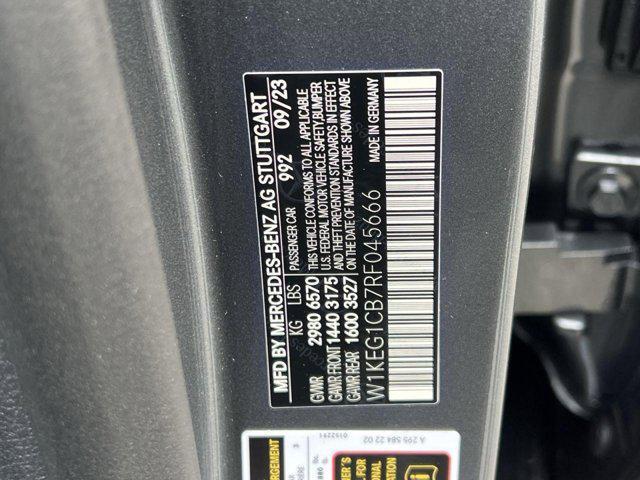 MFD BY MERCEDES-BENZ AG STUTTGART
PASSENGER CAR 992 09/23
KG LBS
GVWR 2980 6570
GAWR FRONT 1440 3175
GAWR REAR 1600 3527
THIS VEHICLE CONFORMS TO ALL APPLICABLE
U.S. FEDERAL MOTOR VEHICLE SAFETY, BUMPER
AND THEFT PREVENTION STANDARDS IN EFFECT
ON THE DATE OF MANUFACTURE SHOWN ABOVE
W1KEG1CB7RF045666 MADE IN GERMANY
A 295 584 22 02
0152291